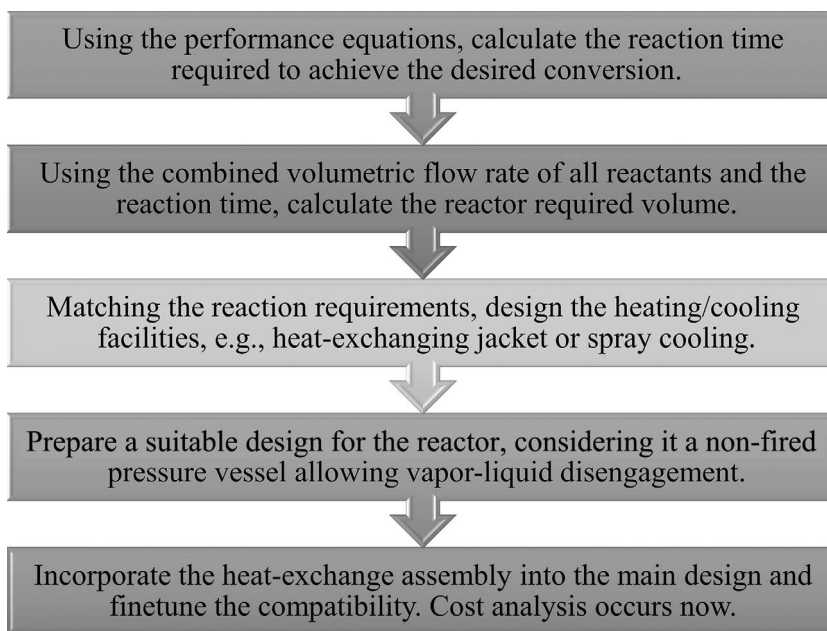 Using the performance equations, calculate the reaction time
required to achieve the desired conversion.
Using the combined volumetric flow rate of all reactants and the
reaction time, calculate the reactor required volume.
Matching the reaction requirements, design the heating/cooling
facilities, e.g., heat-exchanging jacket or spray cooling.
Prepare a suitable design for the reactor, considering it a non-fired
pressure vessel allowing vapor-liquid disengagement.
Incorporate the heat-exchange assembly into the main design and
finetune the compatibility. Cost analysis occurs now.